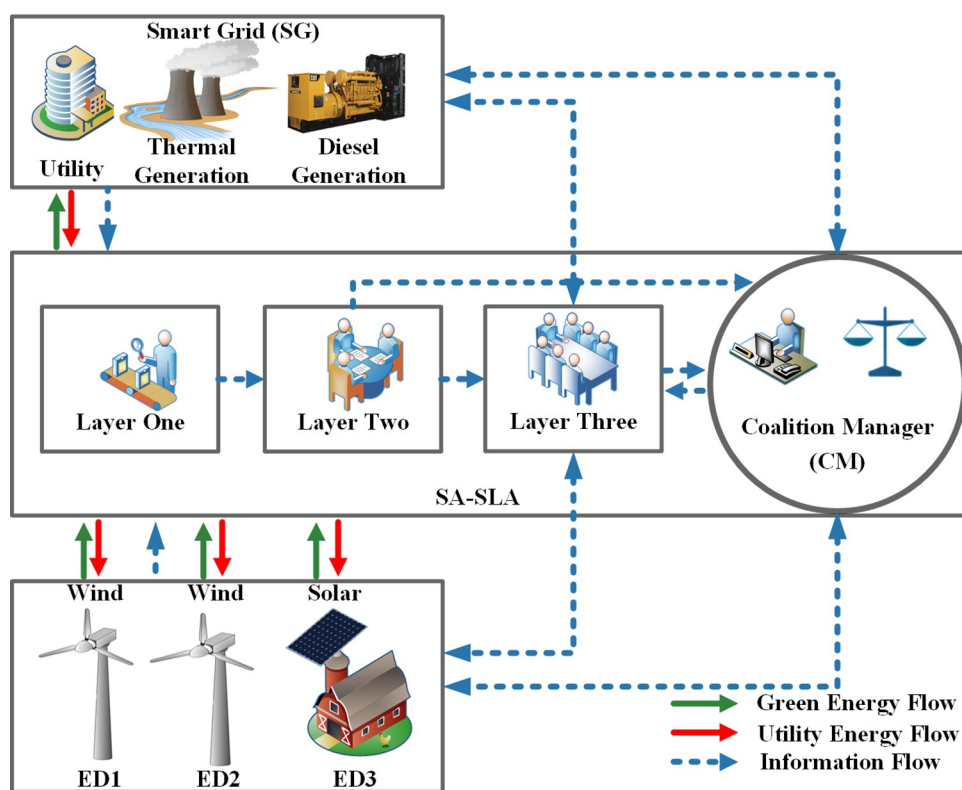 Smart Grid (SG)
Utility
Thermal
Generation
Diesel
Generation
CAT
Layer One
Layer Two
Layer Three
Coalition Manager
(CM)
SA-SLA
Wind
Wind
Solar
ED1
ED2
ED3
Green Energy Flow
Utility Energy Flow
Information Flow